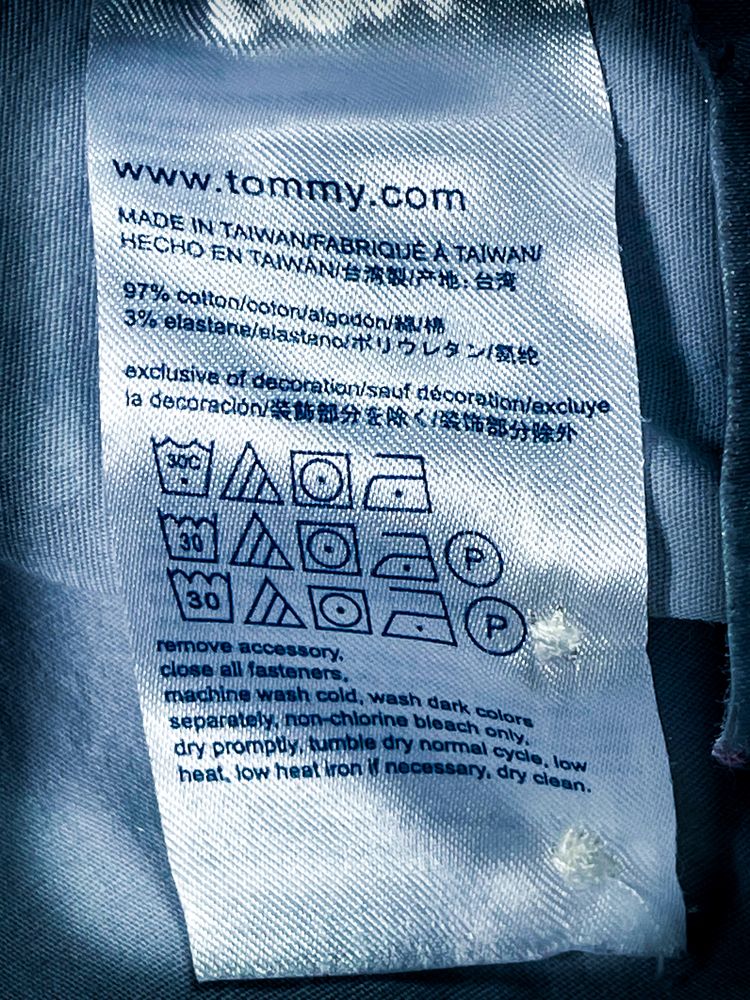 www.tommy.com
MADE IN TAIWAN/FABRIQUÉ À TAÏWAN/
HECHO EN TAIWÁN/台湾製/产地:台湾
97% cotton/coton/algodón/綿/棉
3% elastane/elastano/ポリウレタン/氨纶
exclusive of decoration/sauf décoration/excluye
la decoración/装飾部分を除く/装饰部分除外
30C
30 P
30 P
remove accessory,
close all fasteners,
machine wash cold, wash dark colors
separately, non-chlorine bleach only,
dry promptly, tumble dry normal cycle, low
heat, low heat iron if necessary, dry clean.